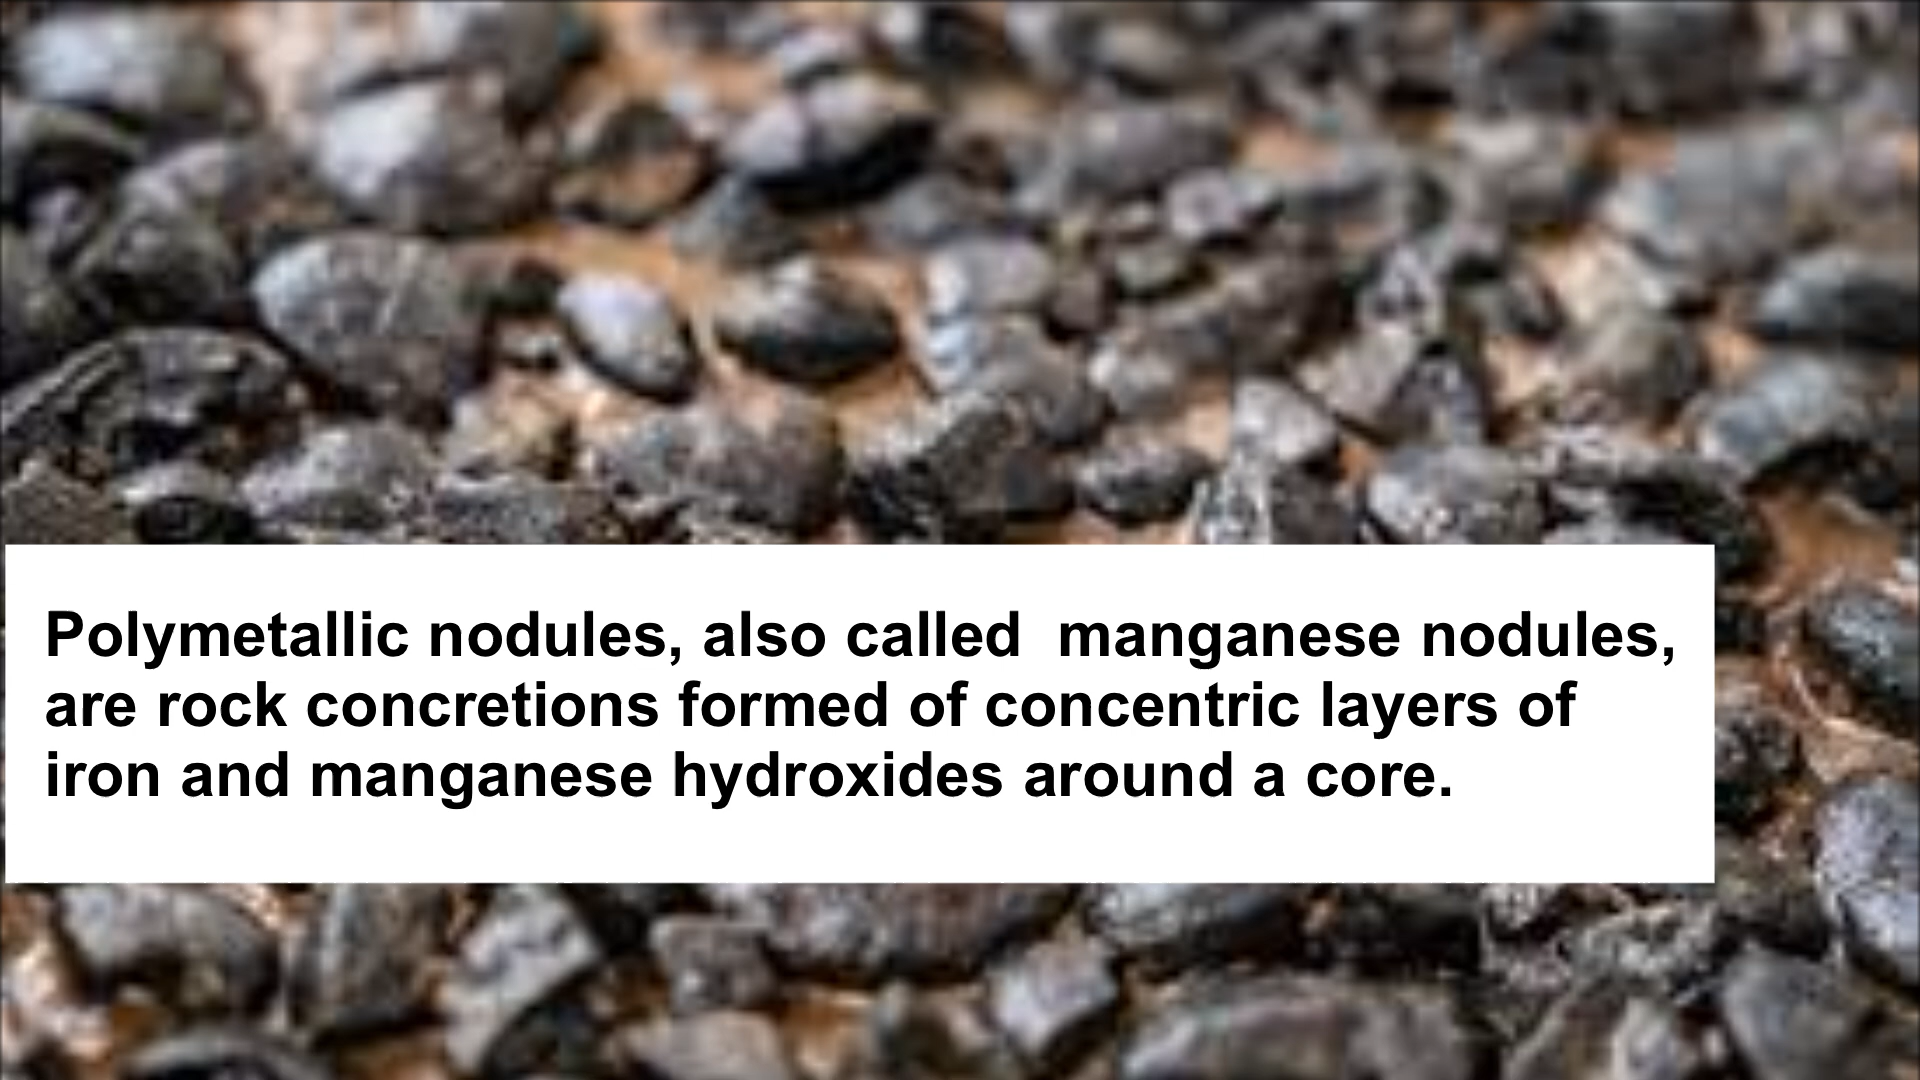 Polymetallic nodules, also called  manganese nodules,
are rock concretions formed of concentric layers of
iron and manganese hydroxides around a core.